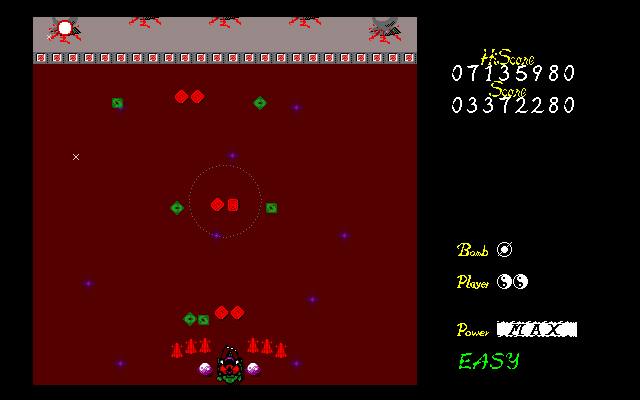 HiScore
07135980
Score
03372280
Bomb
Player
Power MAX
EASY